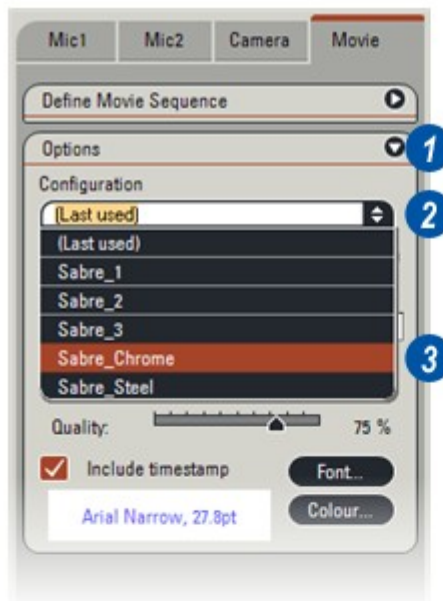 Mic1 Mic2 Camera Movie
Define Movie Sequence
Options 1
Configuration
(Last used) 2
(Last used)
Sabre_1
Sabre_2
Sabre_3
Sabre_Chrome 3
Sabre_Steel
Quality: 75 %
Include timestamp Font...
Arial Narrow, 27.8pt Colour...